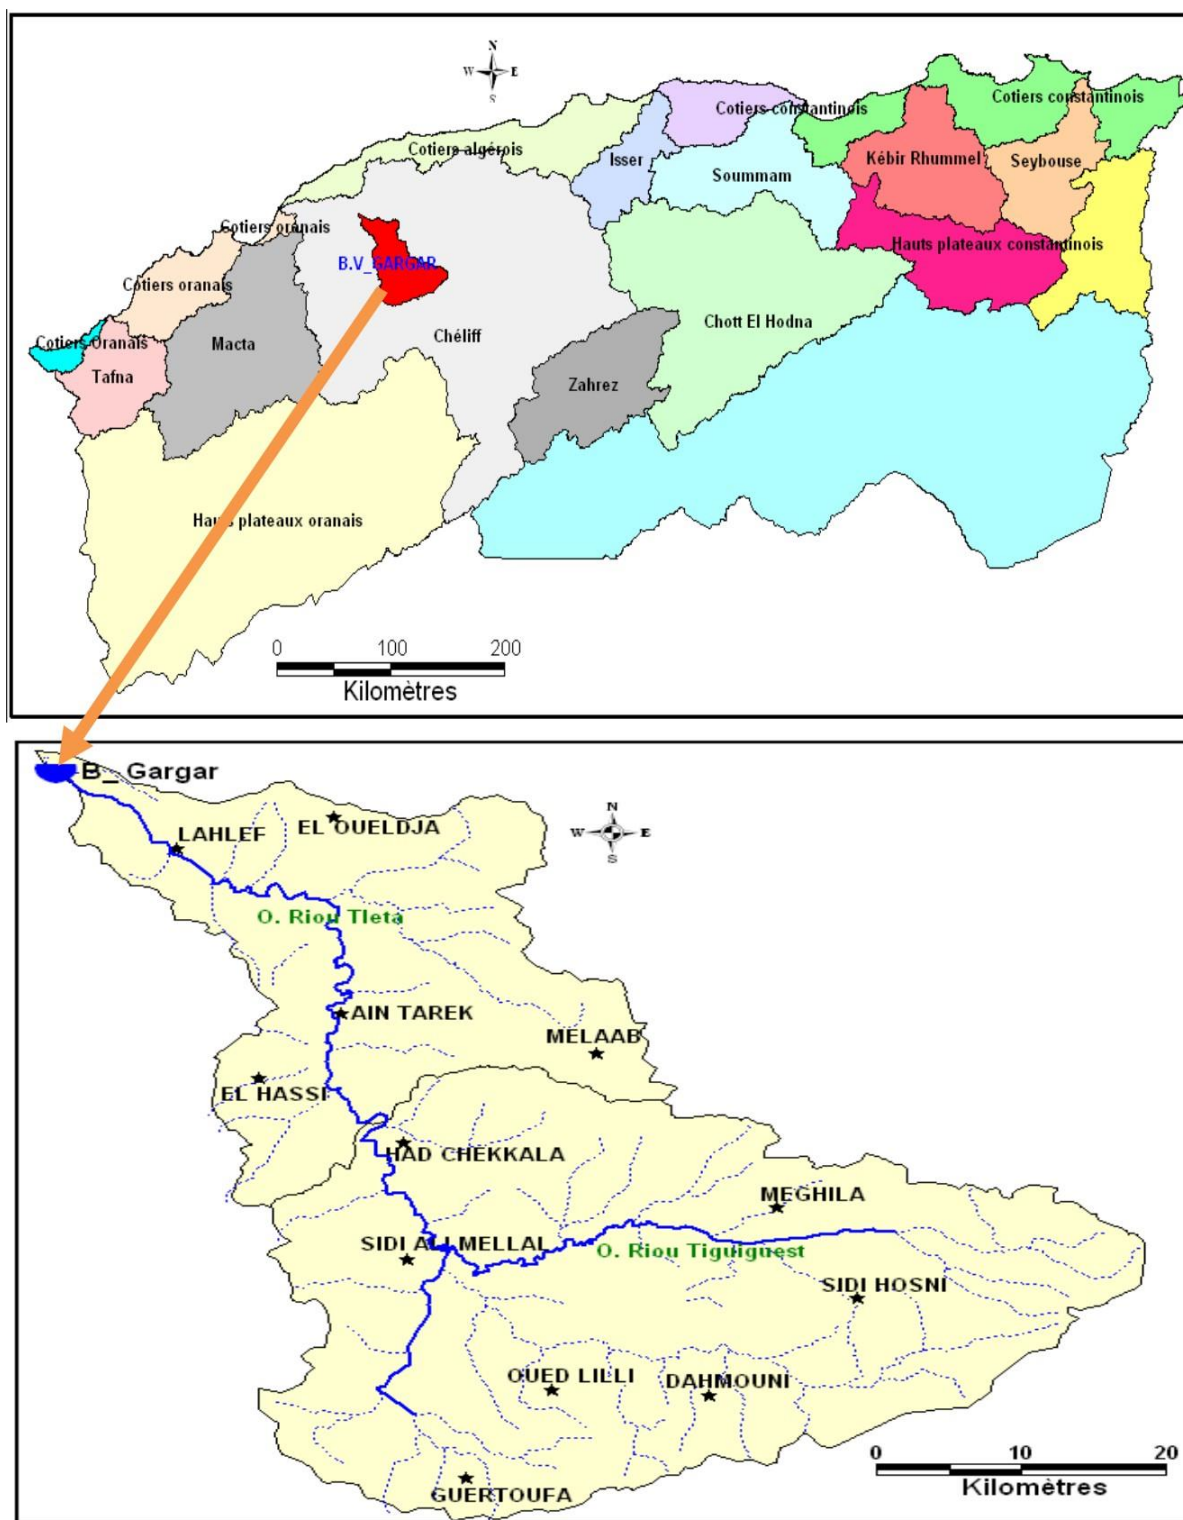 N
W E
S
Cotiers constantinois
Cotiers constantinois
Cotiers algérois
Isser
Kébir Rhummel
Seybouse
Soummam
Cotiers oranais
Hauts plateaux constantinois
B.V_GARGAR
Cotiers oranais
Chott El Hodna
Chéliff
Cotiers Oranais
Macta
Tafna
Zahrez
Hauts plateaux oranais
0 100 200
Kilomètres
B_ Gargar
N
W E
S
EL OUELDJA
LAHLEF
O. Riou Tleta
AIN TAREK
MELAAB
EL HASSI
HAD CHEKKALA
MEGHILA
SIDI ALI MELLAL
O. Riou Tiguiguest
SIDI HOSNI
OUED LILLI
DAHMOUNI
0 10 20
Kilomètres
GUERTOUFA